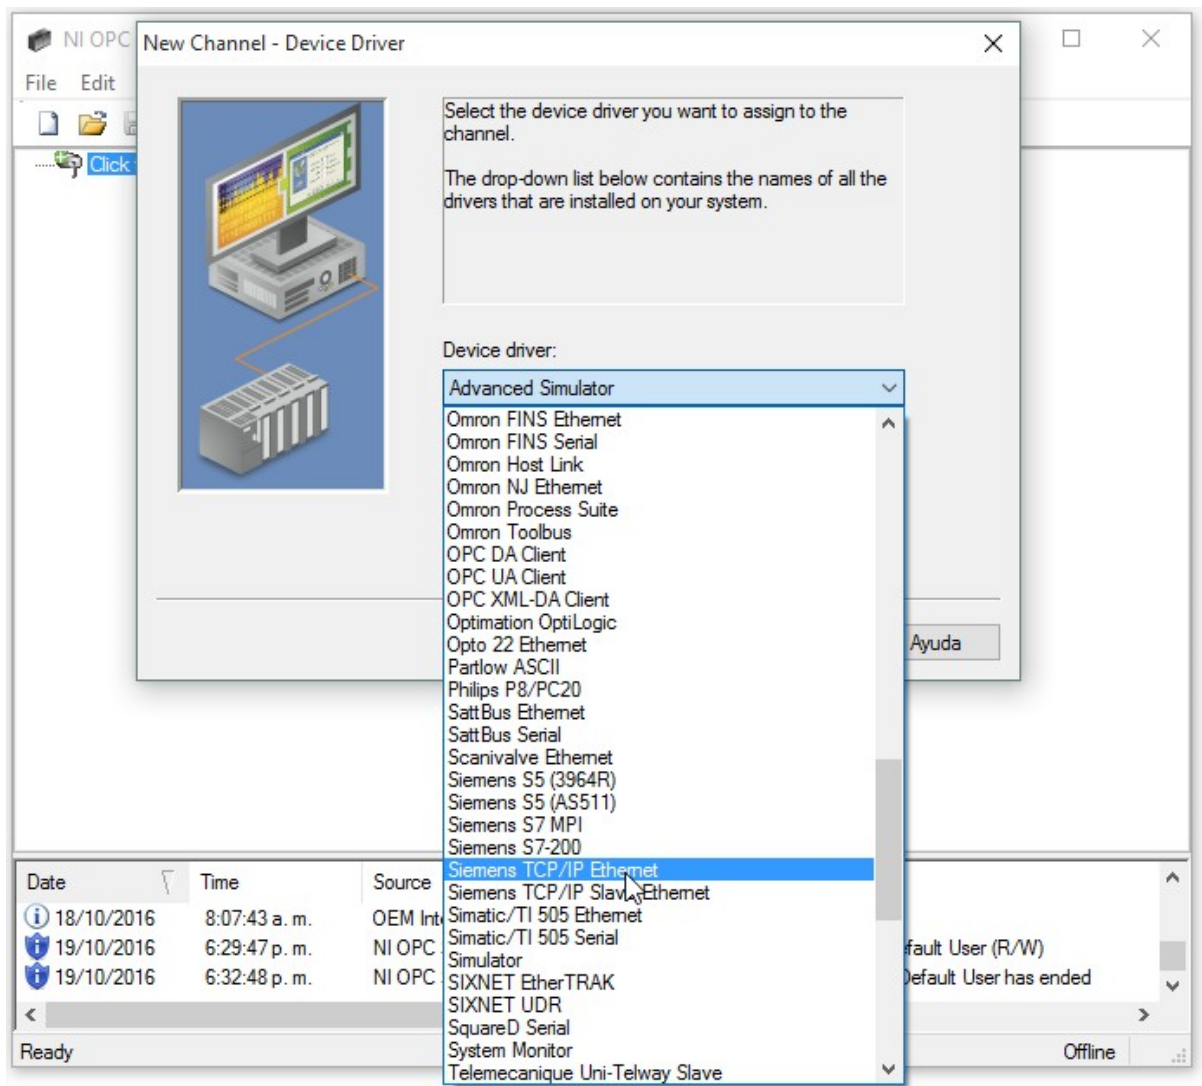 NI OPC
New Channel - Device Driver
File Edit
Click
Select the device driver you want to assign to the
channel.
The drop-down list below contains the names of all the
drivers that are installed on your system.
Device driver:
Advanced Simulator
Omron FINS Ethernet
Omron FINS Serial
Omron Host Link
Omron NJ Ethernet
Omron Process Suite
Omron Toolbus
OPC DA Client
OPC UA Client
OPC XML-DA Client
Optimation OptiLogic
Opto 22 Ethernet
Partlow ASCII
Philips P8/PC20
SattBus Ethernet
SattBus Serial
Scanivalve Ethernet
Siemens S5 (3964R)
Siemens S5 (AS511)
Siemens S7 MPI
Siemens S7-200
Siemens TCP/IP Ethernet
Siemens TCP/IP Slave Ethernet
Simatic/TI 505 Ethernet
Simatic/TI 505 Serial
Simulator
SIXNET EtherTRAK
SIXNET UDR
SquareD Serial
System Monitor
Telemecanique Uni-Telway Slave
Ayuda
Date Time Source
18/10/2016 8:07:43 a. m. OEM
19/10/2016 6:29:47 p. m. NI OPC User (R/W)
19/10/2016 6:32:48 p. m. NI OPC User has ended
Ready Offline